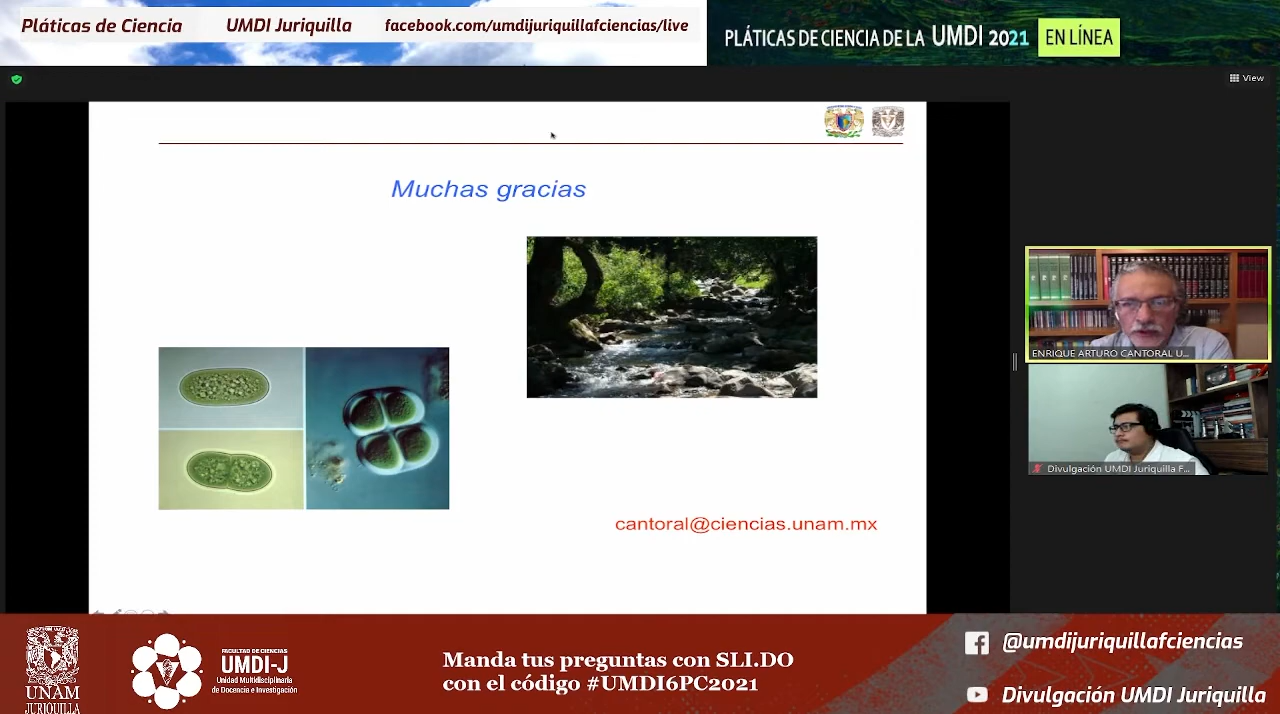 Pláticas de Ciencia
UMDI Juriquilla
facebook.com/umdijuriquillafciencias/live
PLÁTICAS DE CIENCIA DE LA UMDI 2021
EN LÍNEA
View
Muchas gracias
cantoral@ciencias.unam.mx
ENRIQUE ARTURO CANTORAL U...
Divulgación UMDI Juriquilla F...
UNAM
JURIQUILLA
FACULTAD DE CIENCIAS
UMDI-J
Unidad Multidisciplinaria
de Docencia e Investigación
Manda tus preguntas con SLI.DO
con el código #UMDI6PC2021
@umdijuriquillafciencias
Divulgación UMDI Juriquilla